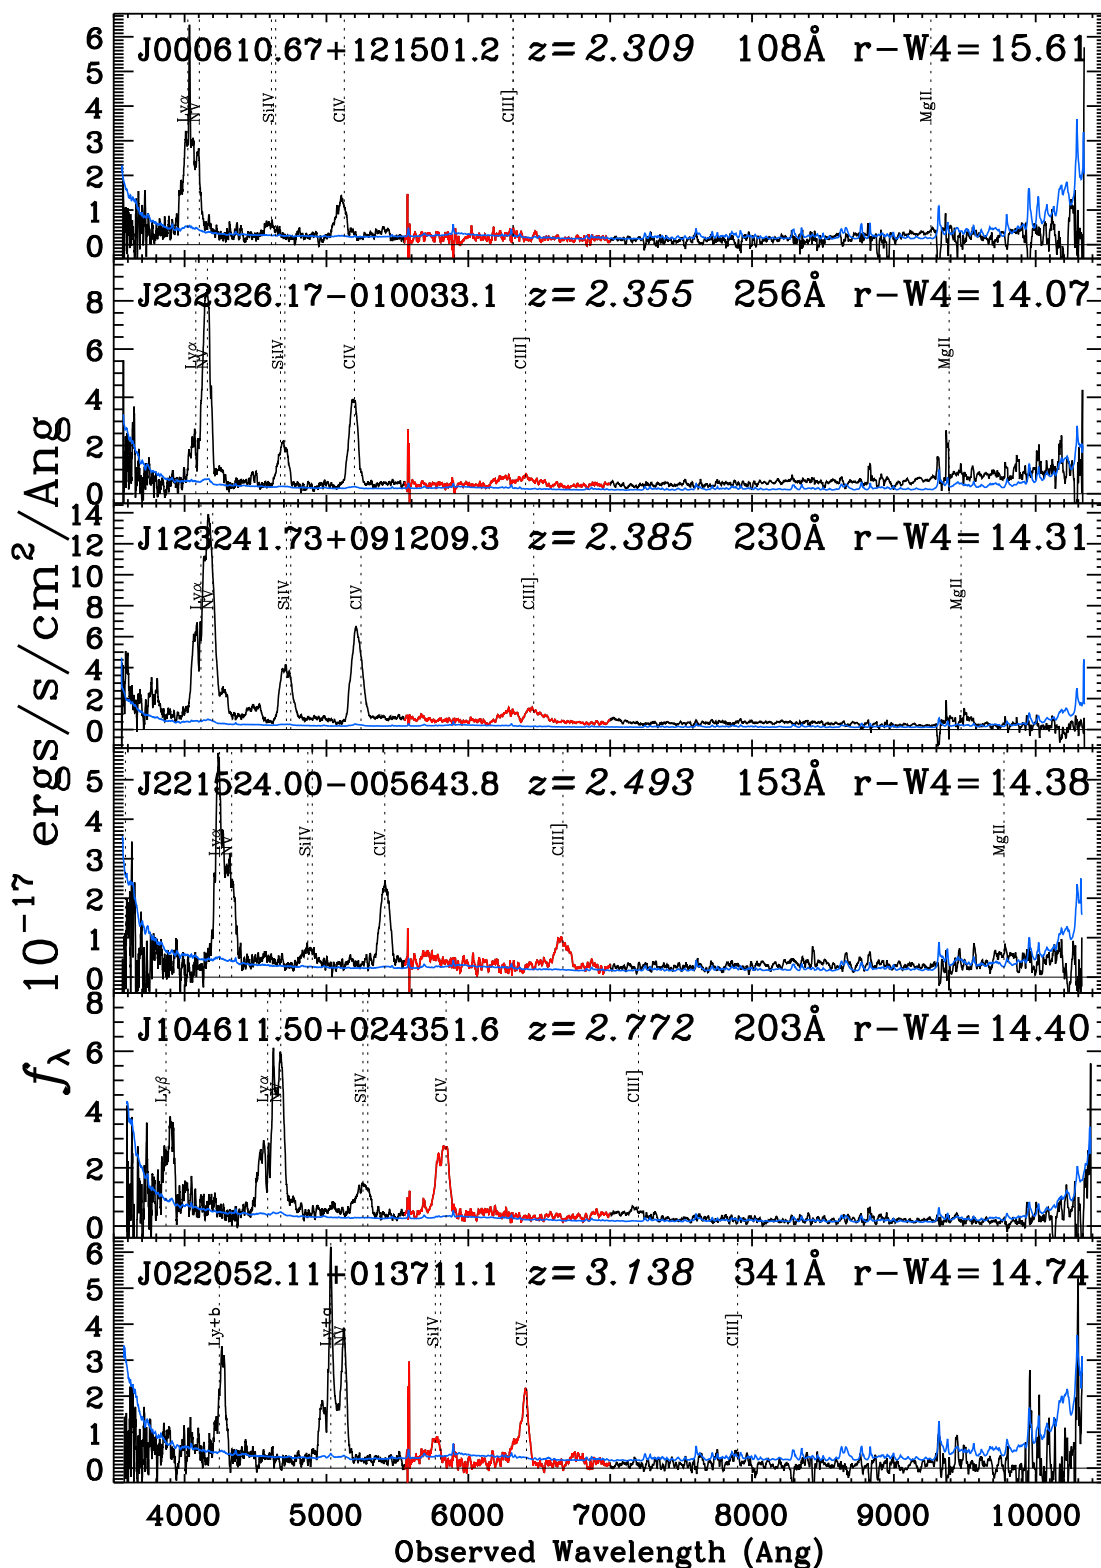 J000610.67+121501.2 z=2.309 108Å r-W4=15.61
Lyα NV SiIV CIV CIII] MgII
6
5
4
3
2
1
0
J232326.17-010033.1 z=2.355 256Å r-W4=14.07
Lyα NV SiIV CIV CIII] MgII
8
6
4
2
0
J123241.73+091209.3 z=2.385 230Å r-W4=14.31
Lyα NV SiIV CIV CIII] MgII
14
12
10
8
6
4
2
0
J221524.00-005643.8 z=2.493 153Å r-W4=14.38
Lyα NV SiIV CIV CIII] MgII
5
4
3
2
1
0
J104611.50+024351.6 z=2.772 203Å r-W4=14.40
Lyβ Lyα NV SiIV CIV CIII]
8
6
4
2
0
J022052.11+013711.1 z=3.138 341Å r-W4=14.74
Ly+b Ly+a NV SiIV CIV CIII]
6
5
4
3
2
1
0
fλ 10⁻¹⁷ ergs/s/cm²/Ang
4000 5000 6000 7000 8000 9000 10000
Observed Wavelength (Ang)